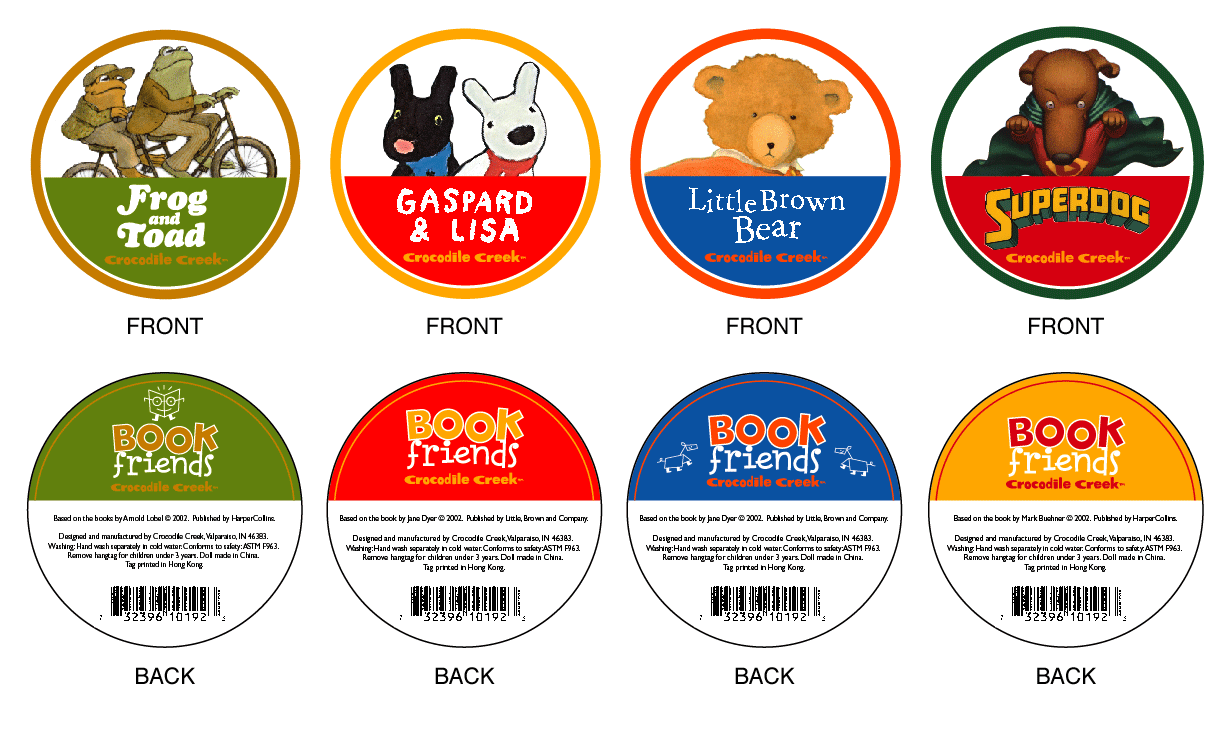 Frog
and
Toad
Crocodile Creek™
GASPARD
& LISA
Crocodile Creek™
Little Brown
Bear
Crocodile Creek™
SUPERDOG
Crocodile Creek™
FRONT
FRONT
FRONT
FRONT
BOOK
friends
Crocodile Creek™
Based on the books by Arnold Lobel © 2002. Published by HarperCollins.
Designed and manufactured by Crocodile Creek, Valparaiso, IN 46383.
Washing: Hand wash separately in cold water. Conforms to safety: ASTM F963.
Remove hangtag for children under 3 years. Doll made in China.
Tag printed in Hong Kong.
7 32396 10192 3
BOOK
friends
Crocodile Creek™
Based on the book by Jane Dyer © 2002. Published by Little, Brown and Company.
Designed and manufactured by Crocodile Creek, Valparaiso, IN 46383.
Washing: Hand wash separately in cold water. Conforms to safety: ASTM F963.
Remove hangtag for children under 3 years. Doll made in China.
Tag printed in Hong Kong.
7 32396 10192 3
BOOK
friends
Crocodile Creek™
Based on the book by Jane Dyer © 2002. Published by Little, Brown and Company.
Designed and manufactured by Crocodile Creek, Valparaiso, IN 46383.
Washing: Hand wash separately in cold water. Conforms to safety: ASTM F963.
Remove hangtag for children under 3 years. Doll made in China.
Tag printed in Hong Kong.
7 32396 10192 3
BOOK
friends
Crocodile Creek™
Based on the book by Mark Buehner © 2002. Published by HarperCollins.
Designed and manufactured by Crocodile Creek, Valparaiso, IN 46383.
Washing: Hand wash separately in cold water. Conforms to safety: ASTM F963.
Remove hangtag for children under 3 years. Doll made in China.
Tag printed in Hong Kong.
7 32396 10192 3
BACK
BACK
BACK
BACK